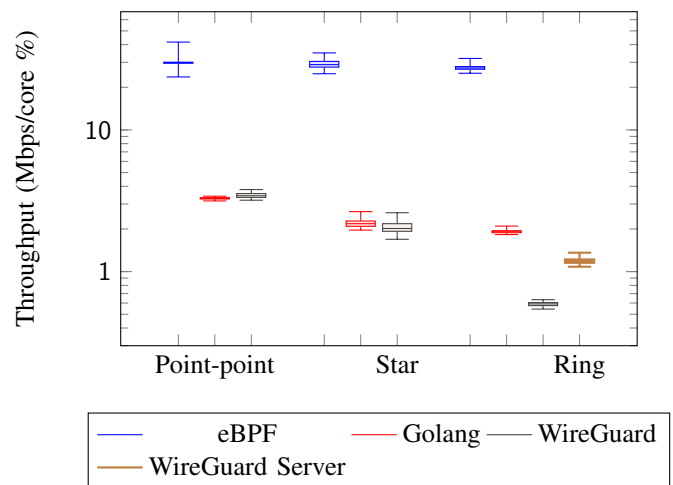 Throughput (Mbps/core %)
10
1
Point-point Star Ring
eBPF Golang WireGuard
WireGuard Server